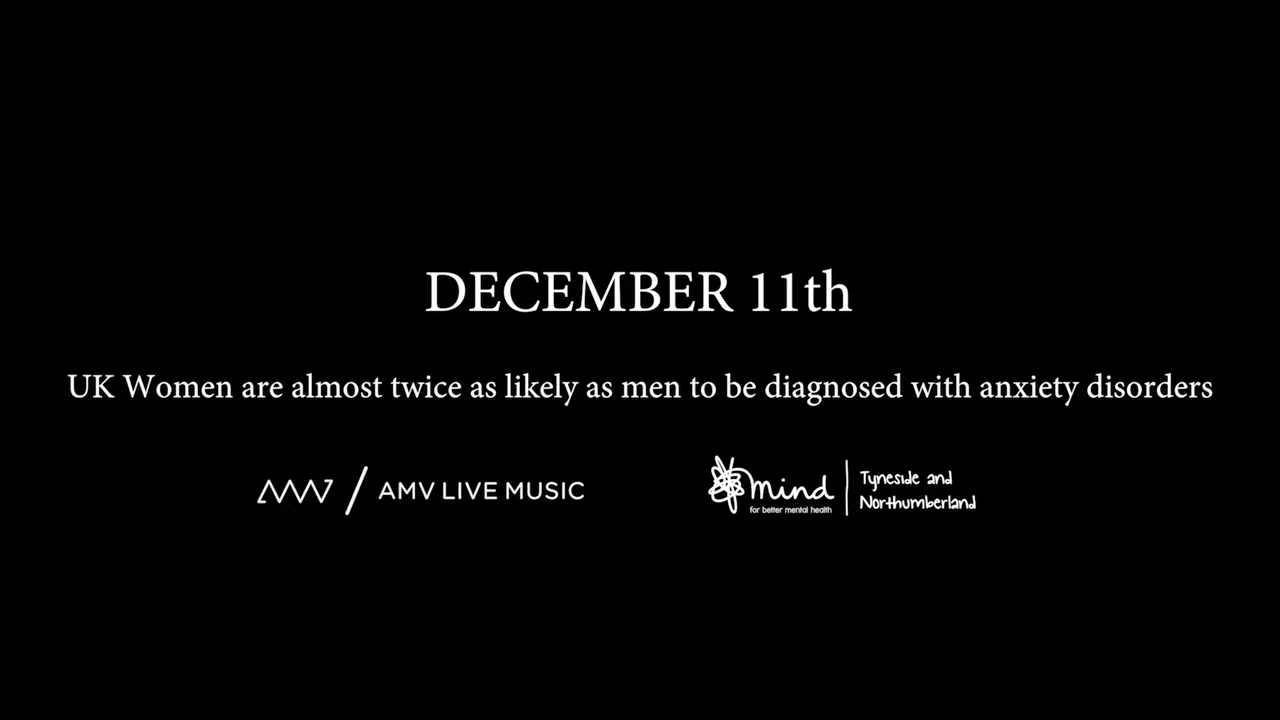 DECEMBER 11th
UK Women are almost twice as likely as men to be diagnosed with anxiety disorders
AMV / AMV LIVE MUSIC
mind
for better mental health
Tyneside and
Northumberland